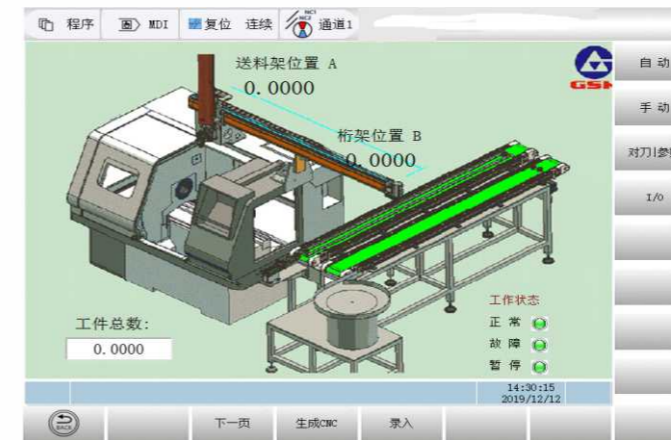 程序 MDI 复位 连续 NC1 NC2 通道1
送料架位置 A
0.0000
桁架位置 B
0.0000
GSK
自动
手动
对刀|参
I/O
工作状态
正常
故障
暂停
工件总数:
0.0000
14:30:15
2019/12/12
BACK 下一页 生成CNC 录入